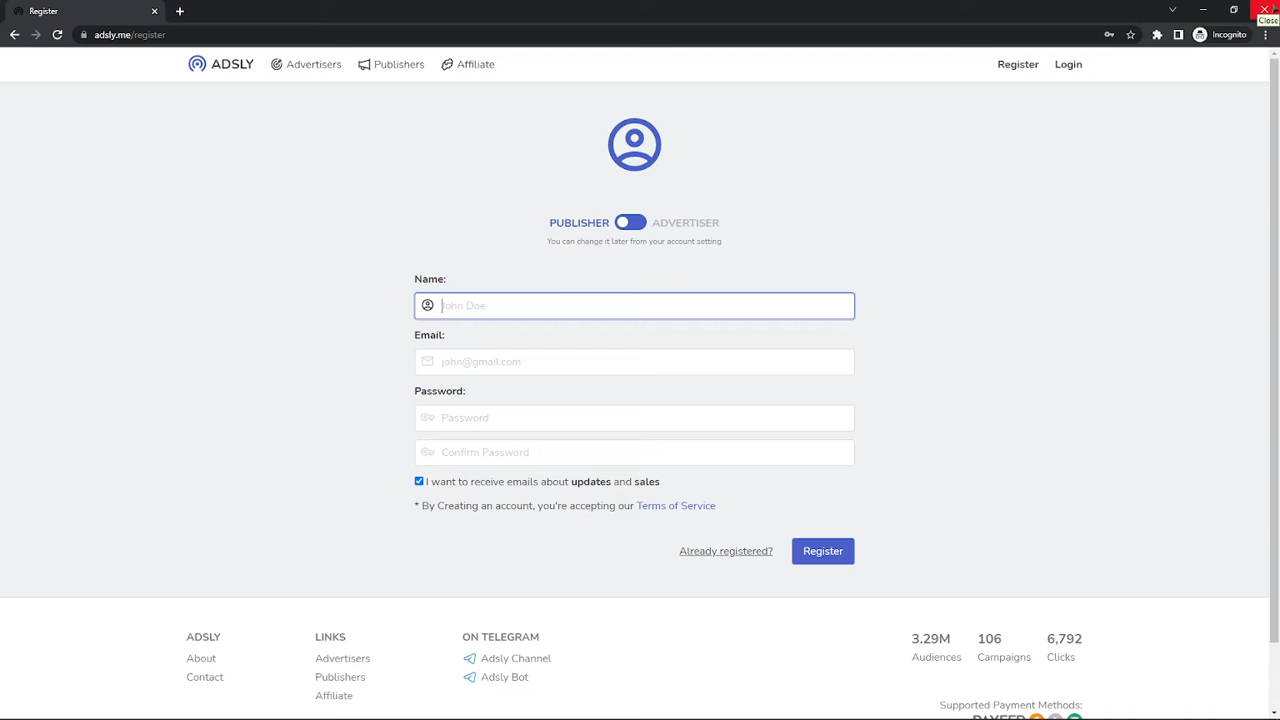 Register
Close
adsly.me/register
Incognito
ADSLY
Advertisers
Publishers
Affiliate
Register
Login
PUBLISHER
ADVERTISER
You can change it later from your account setting
Name:
John Doe
Email:
john@gmail.com
Password:
Password
Confirm Password
I want to receive emails about updates and sales
* By Creating an account, you're accepting our Terms of Service
Already registered?
Register
ADSLY
About
Contact
LINKS
Advertisers
Publishers
Affiliate
ON TELEGRAM
Adsly Channel
Adsly Bot
3.29M
Audiences
106
Campaigns
6,792
Clicks
Supported Payment Methods:
PAYEER